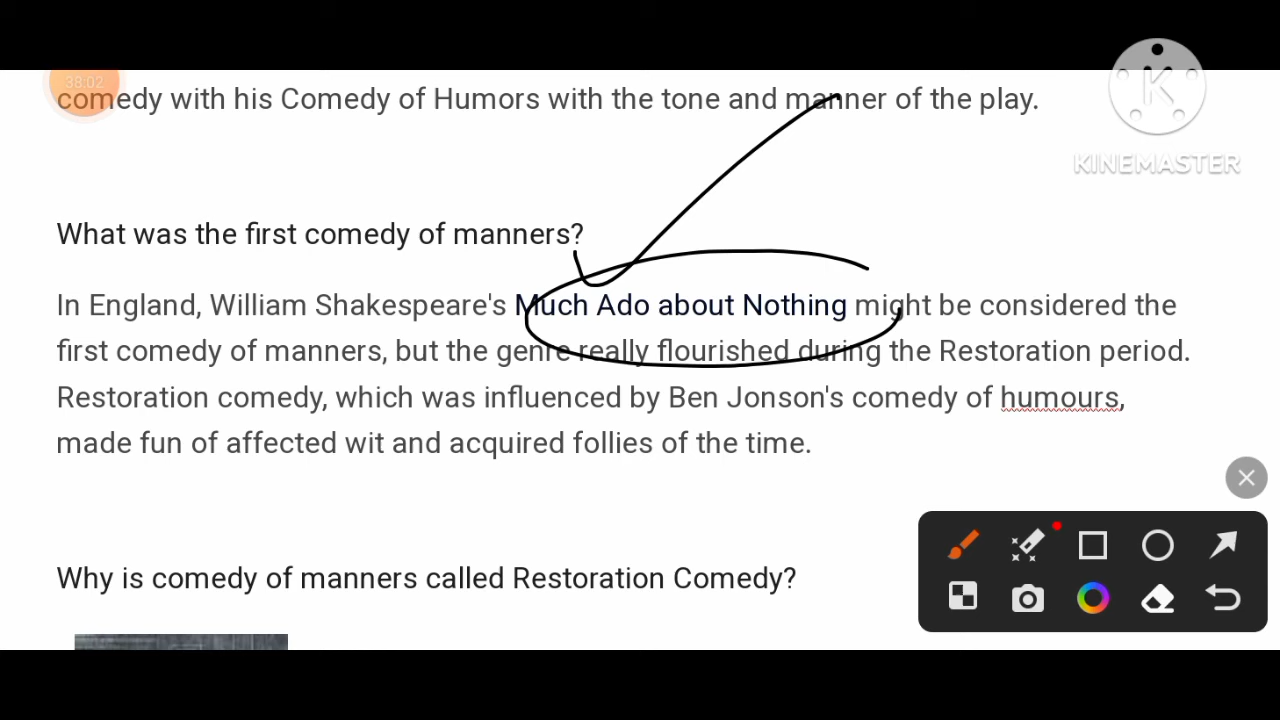 38:02
comedy with his Comedy of Humors with the tone and manner of the play.
KINEMASTER
What was the first comedy of manners?
In England, William Shakespeare's Much Ado about Nothing might be considered the
first comedy of manners, but the genre really flourished during the Restoration period.
Restoration comedy, which was influenced by Ben Jonson's comedy of humours,
made fun of affected wit and acquired follies of the time.
Why is comedy of manners called Restoration Comedy?